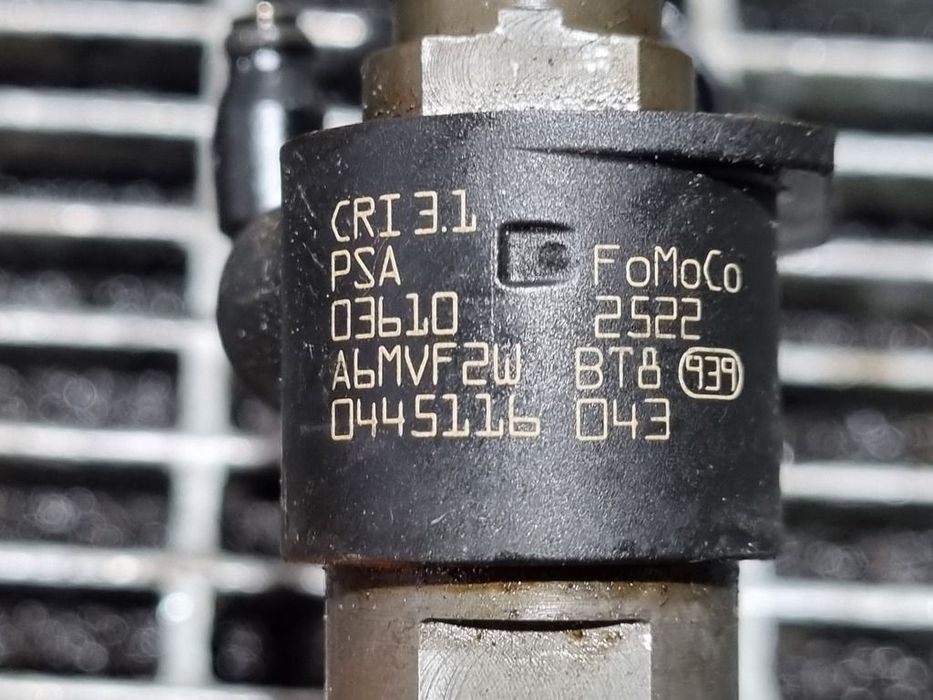 CRI 3.1
PSA FoMoCo
03610 2522
A6MVF2W BT8 939
0445116 043